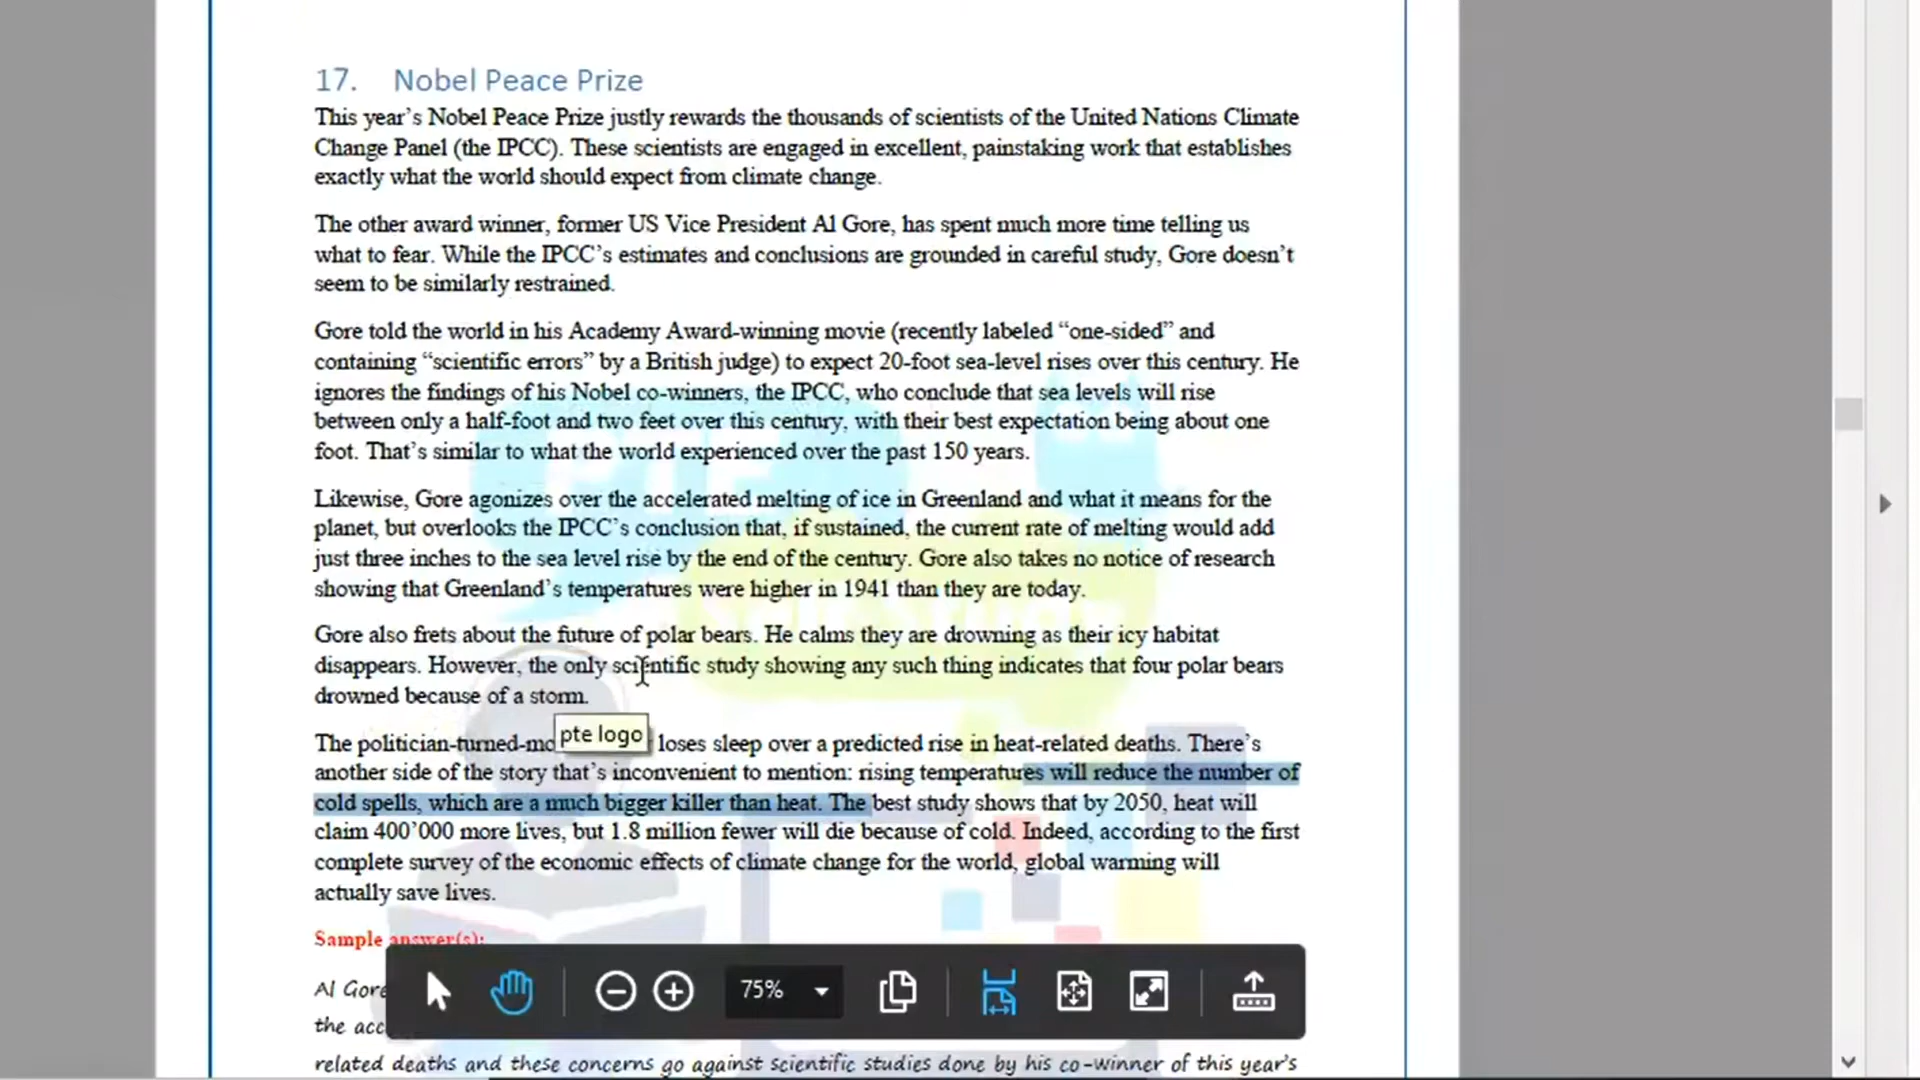 17. Nobel Peace Prize
This year’s Nobel Peace Prize justly rewards the thousands of scientists of the United Nations Climate
Change Panel (the IPCC). These scientists are engaged in excellent, painstaking work that establishes
exactly what the world should expect from climate change.
The other award winner, former US Vice President Al Gore, has spent much more time telling us
what to fear. While the IPCC’s estimates and conclusions are grounded in careful study, Gore doesn’t
seem to be similarly restrained.
Gore told the world in his Academy Award-winning movie (recently labeled “one-sided” and
containing “scientific errors” by a British judge) to expect 20-foot sea-level rises over this century. He
ignores the findings of his Nobel co-winners, the IPCC, who conclude that sea levels will rise
between only a half-foot and two feet over this century, with their best expectation being about one
foot. That’s similar to what the world experienced over the past 150 years.
Likewise, Gore agonizes over the accelerated melting of ice in Greenland and what it means for the
planet, but overlooks the IPCC’s conclusion that, if sustained, the current rate of melting would add
just three inches to the sea level rise by the end of the century. Gore also takes no notice of research
showing that Greenland’s temperatures were higher in 1941 than they are today.
Gore also frets about the future of polar bears. He calms they are drowning as their icy habitat
disappears. However, the only scientific study showing any such thing indicates that four polar bears
drowned because of a storm.
pte logo
The politician-turned-mo loses sleep over a predicted rise in heat-related deaths. There’s
another side of the story that’s inconvenient to mention: rising temperatures will reduce the number of
cold spells, which are a much bigger killer than heat. The best study shows that by 2050, heat will
claim 400’000 more lives, but 1.8 million fewer will die because of cold. Indeed, according to the first
complete survey of the economic effects of climate change for the world, global warming will
actually save lives.
Sample answer(s):
Al Gore
the acc
75%
related deaths and these concerns go against scientific studies done by his co-winner of this year’s